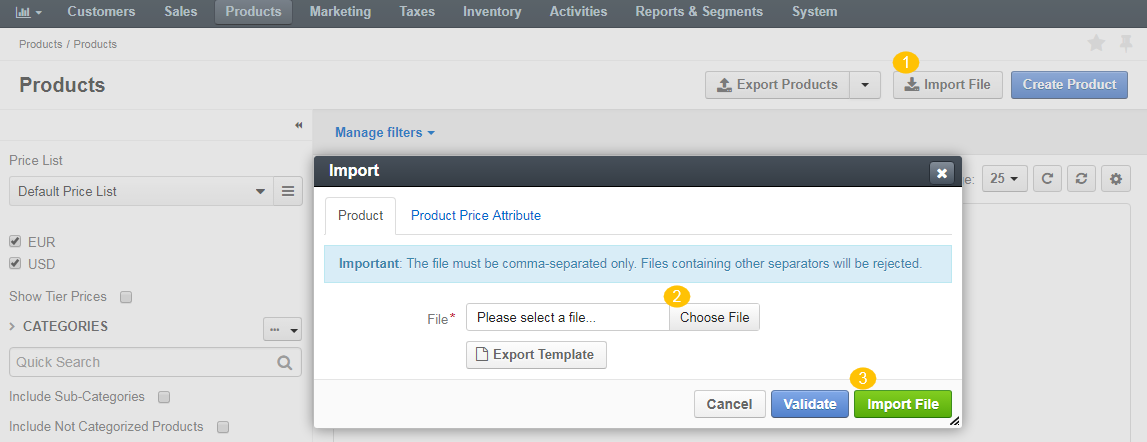 Customers Sales Products Marketing Taxes Inventory Activities Reports & Segments System
Products / Products
1
Products
Export Products Import File Create Product
Manage filters
Price List
Default Price List
EUR
USD
Show Tier Prices
CATEGORIES
...
Quick Search
Include Sub-Categories
Include Not Categorized Products
e: 25
Import
Product Product Price Attribute
Important: The file must be comma-separated only. Files containing other separators will be rejected.
2
File* Please select a file... Choose File
Export Template
3
Cancel Validate Import File